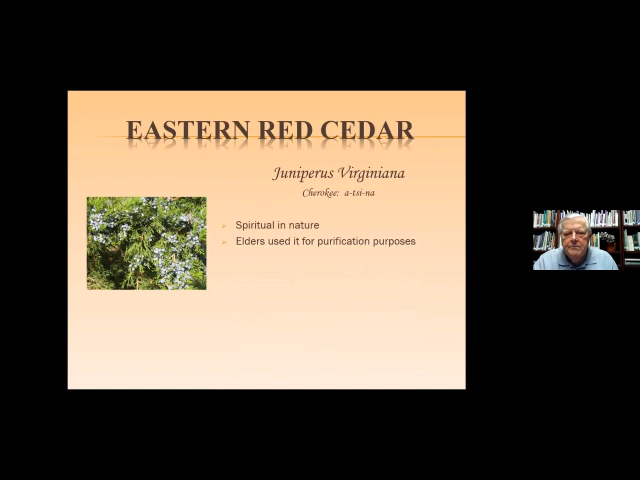 EASTERN RED CEDAR
Juniperus Virginiana
Cherokee: a-tsi-na
Spiritual in nature
Elders used it for purification purposes